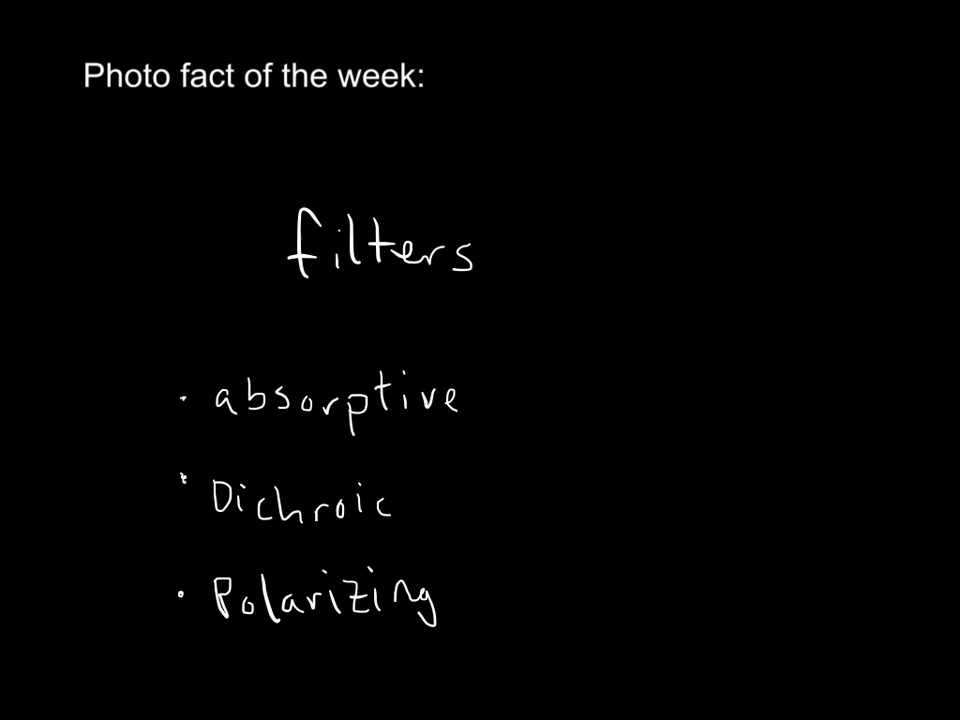 Photo fact of the week:
filters
• absorptive
• Dichroic
• Polarizing